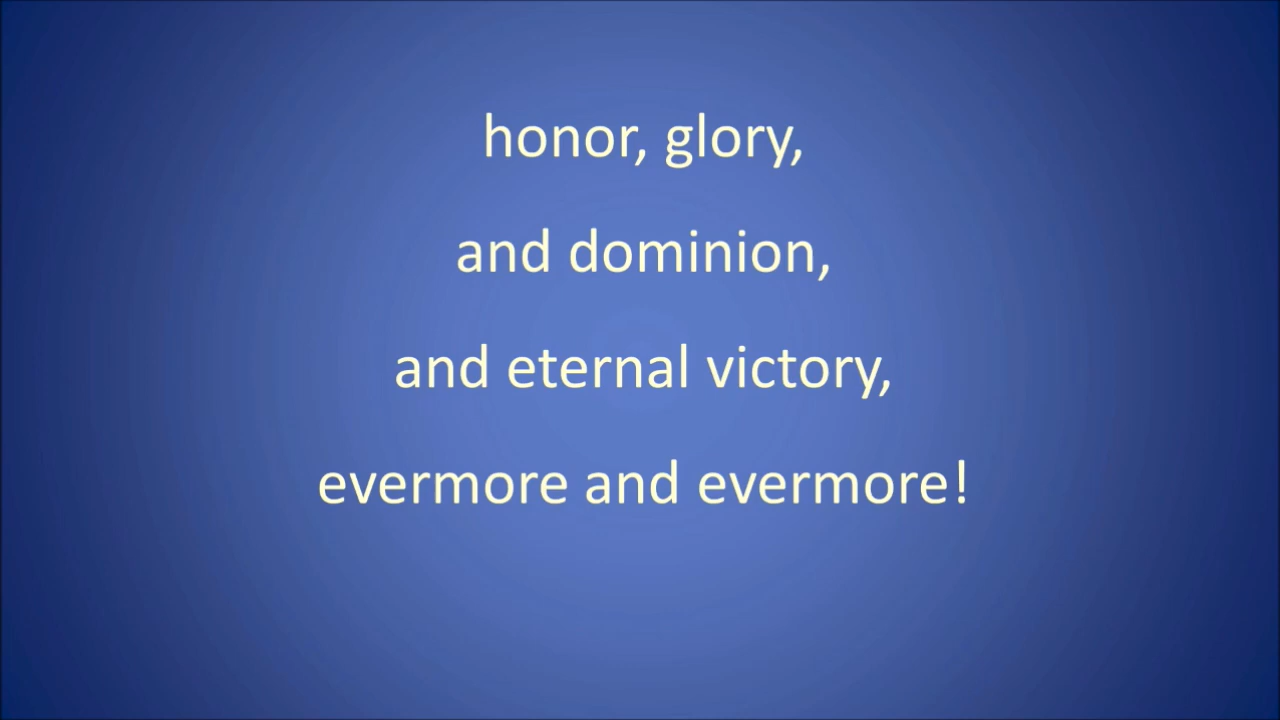 honor, glory,
and dominion,
and eternal victory,
evermore and evermore!